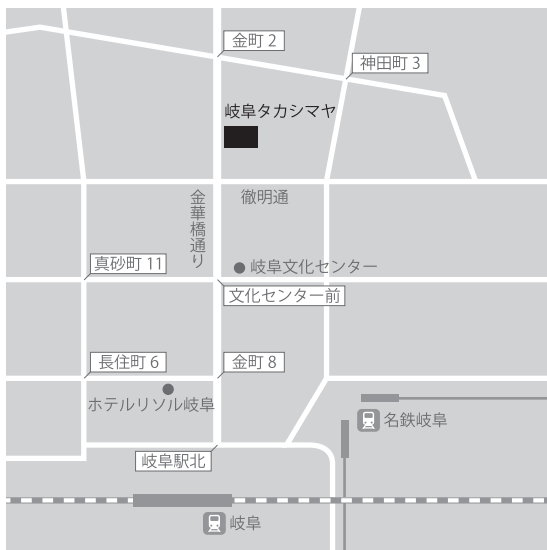 金町 2
神田町 3
岐阜タカシマヤ
金華橋通り
徹明通
岐阜文化センター
真砂町 11
文化センター前
長住町 6
金町 8
ホテルリソル岐阜
名鉄岐阜
岐阜駅北
岐阜